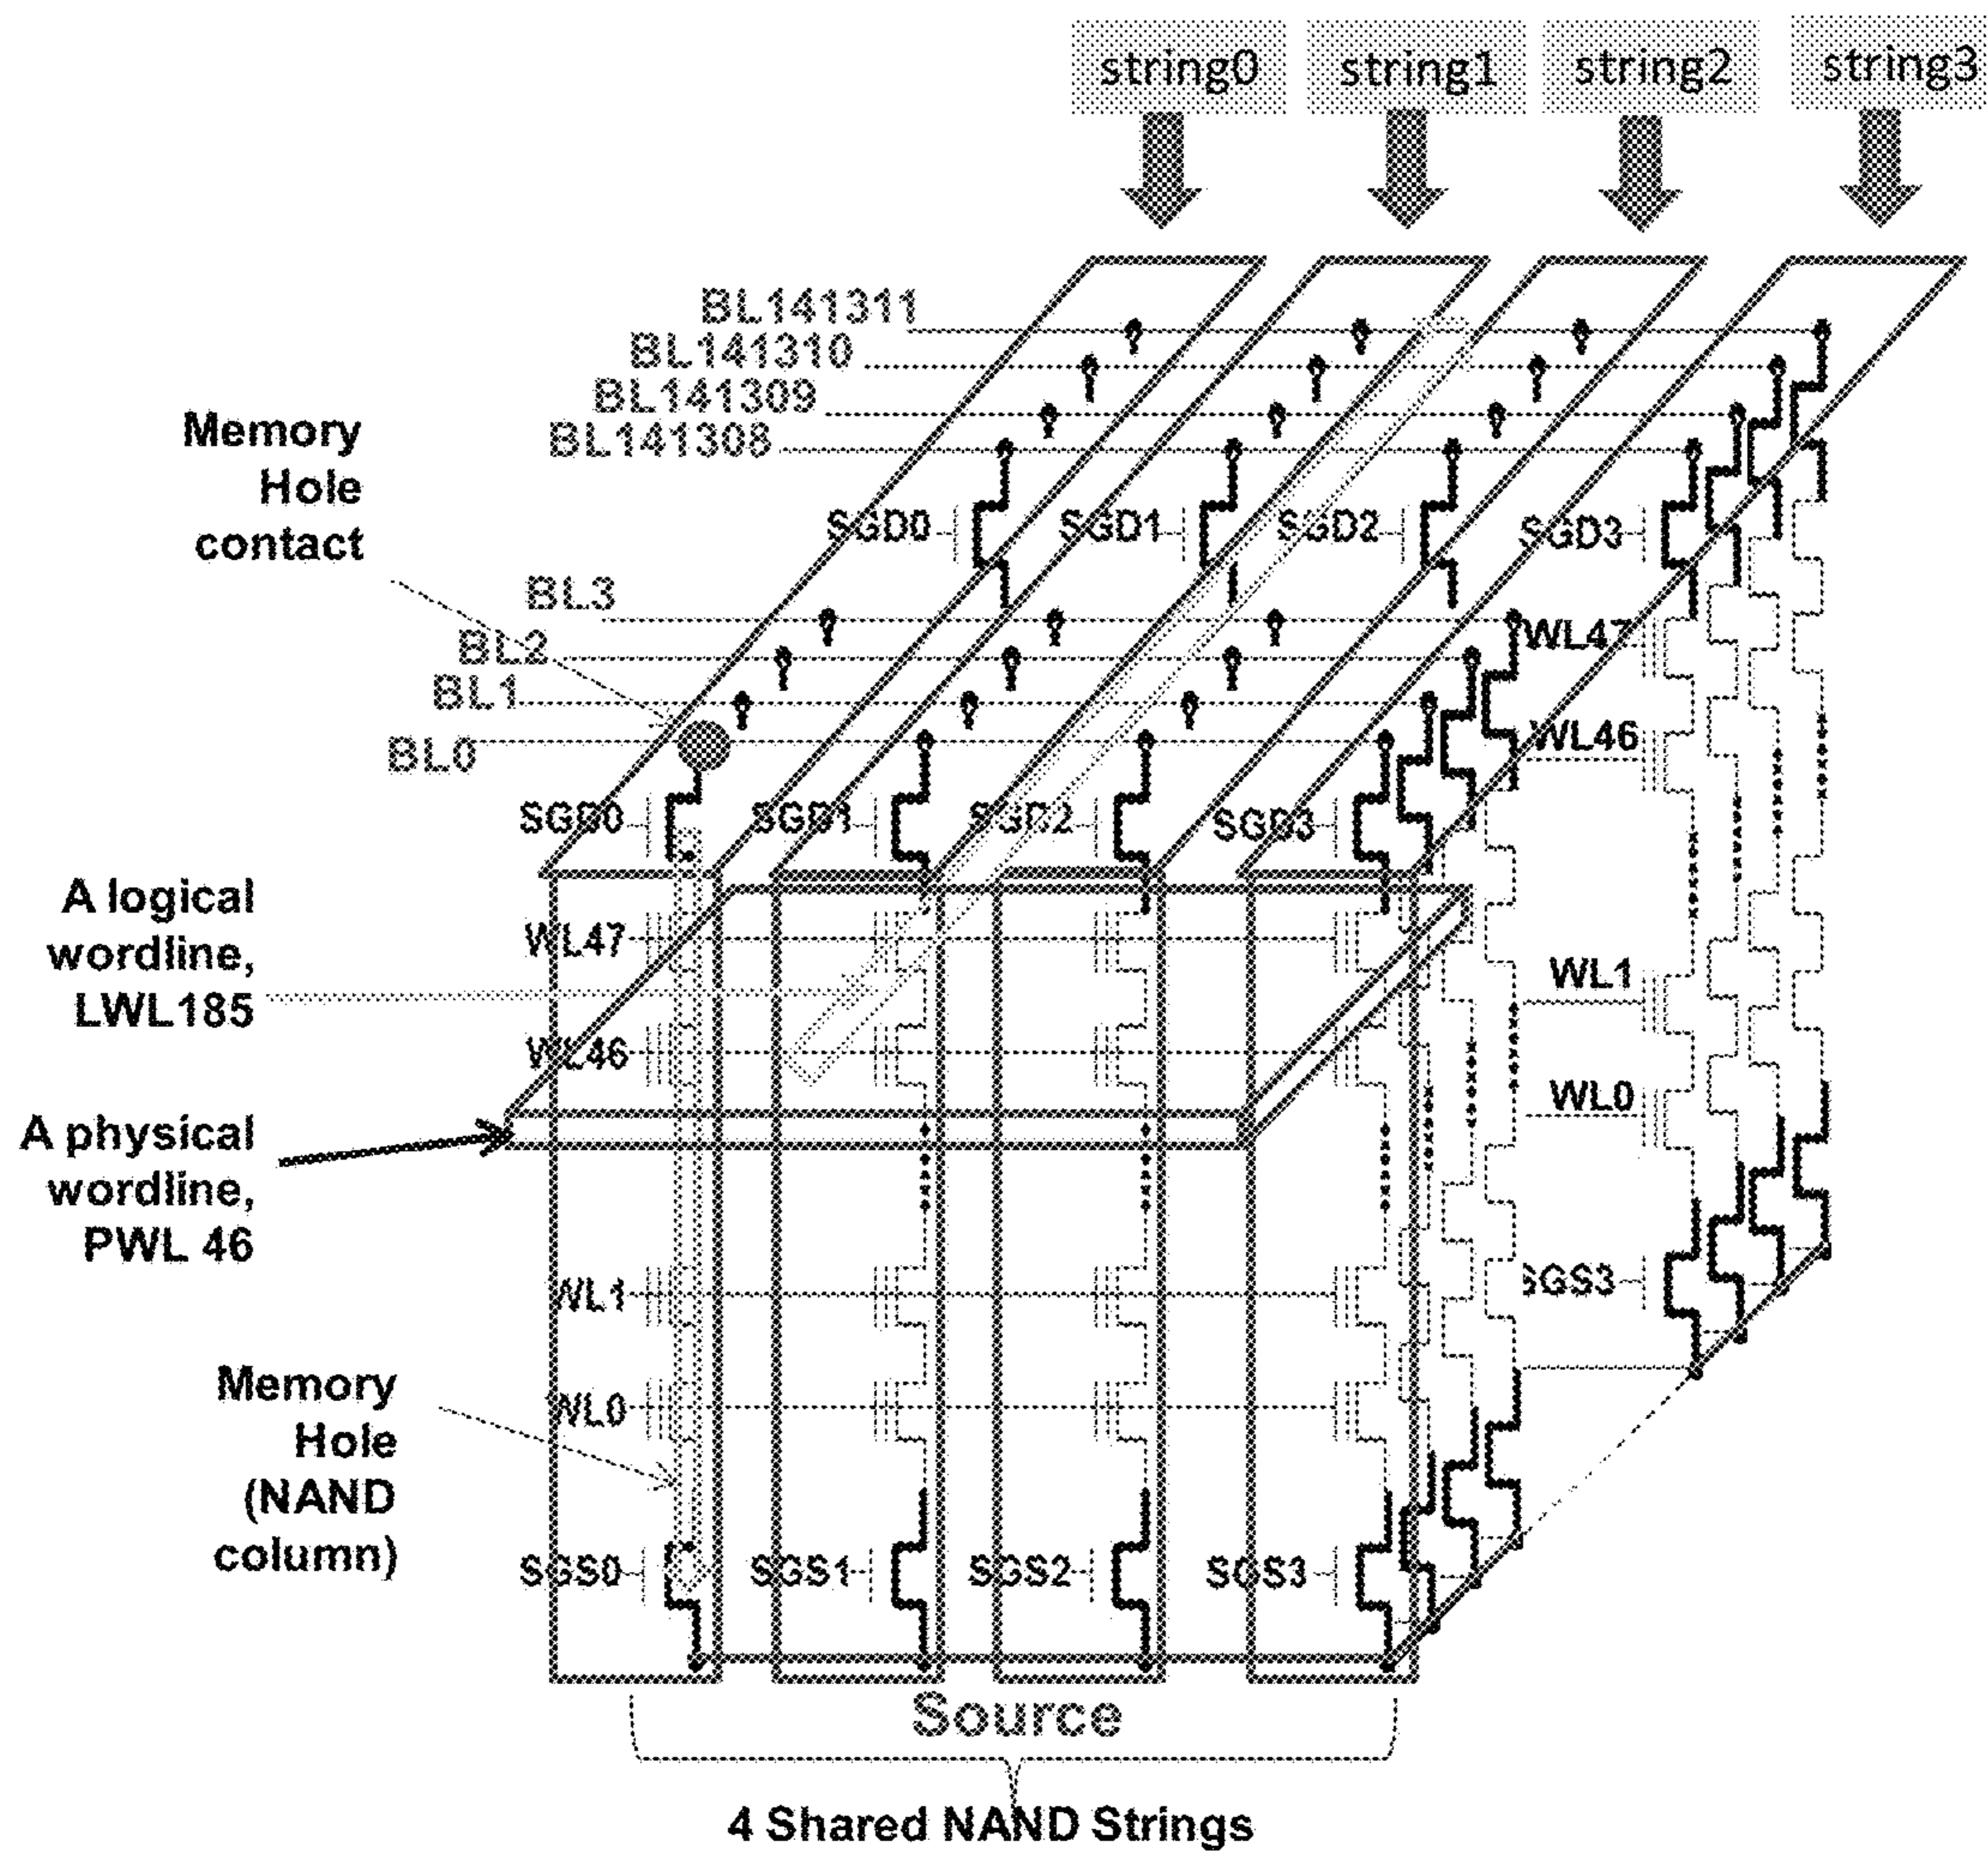 string0 string1 string2 string3
BL141311
BL141310
BL141309
BL141308
Memory
Hole
contact
SGD0 SGD1 SGD2 SGD3
BL3
BL2
BL1
BL0
WL47
WL46
SGD0 SGD1 SGD2 SGD3
A logical
wordline,
LWL185
WL47
WL46
WL1
WL0
A physical
wordline,
PWL 46
SGS3
WL1
WL0
Memory
Hole
(NAND
column)
SGS0 SGS1 SGS2 SGS3
Source
4 Shared NAND Strings